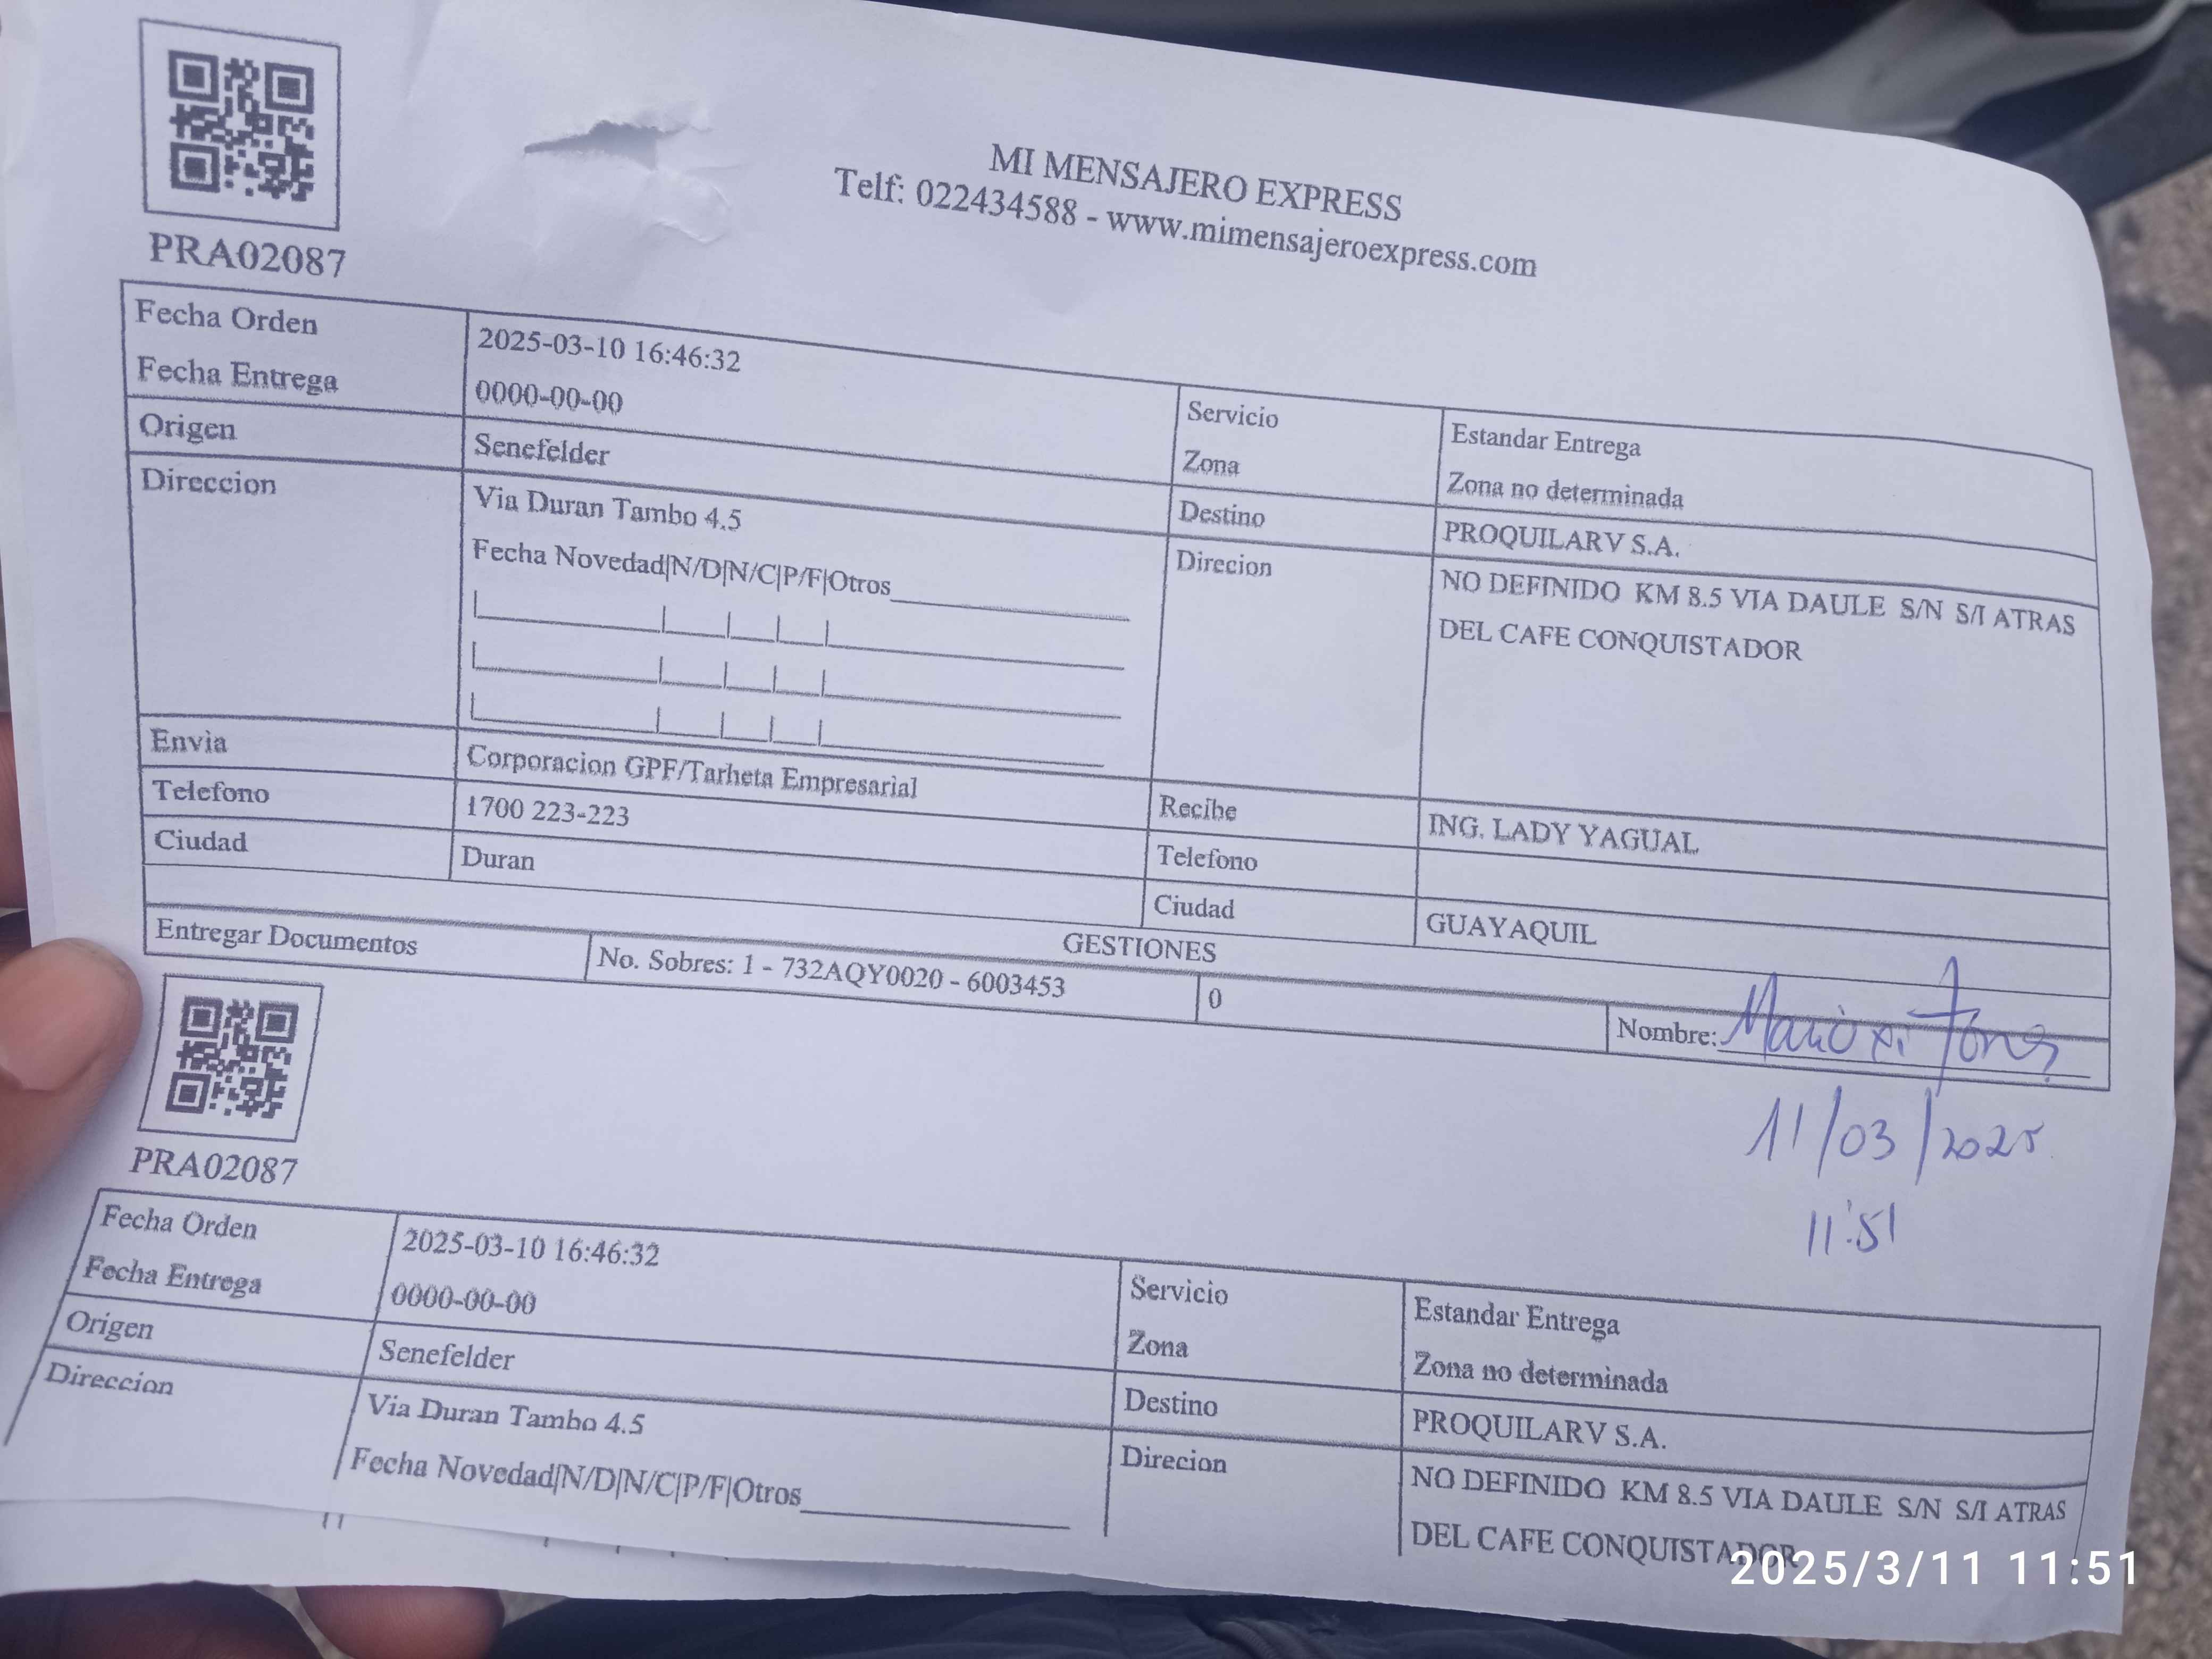 MI MENSAJERO EXPRESS
Telf: 022434588 - www.mimensajeroexpress.com
PRA02087
Fecha Orden 2025-03-10 16:46:32 Servicio Estandar Entrega
Fecha Entrega 0000-00-00 Zona Zona no determinada
Origen Senefelder Destino PROQUILARV S.A.
Direccion Via Duran Tambo 4.5 Direcion NO DEFINIDO KM 8.5 VIA DAULE S/N S/I ATRAS
Fecha Novedad|N/D|N/C|P/F|Otros DEL CAFE CONQUISTADOR
Envia Corporacion GPF/Tarheta Empresarial Recibe ING. LADY YAGUAL
Telefono 1700 223-223 Telefono
Ciudad Duran Ciudad GUAYAQUIL
GESTIONES
Entregar Documentos No. Sobres: 1 - 732AQY0020 - 6003453 0 Nombre:
11/03/2025
11:51
PRA02087
Fecha Orden 2025-03-10 16:46:32 Servicio Estandar Entrega
Fecha Entrega 0000-00-00 Zona Zona no determinada
Origen Senefelder Destino PROQUILARV S.A.
Direccion Via Duran Tambo 4.5 Direcion NO DEFINIDO KM 8.5 VIA DAULE S/N S/I ATRAS
Fecha Novedad|N/D|N/C|P/F|Otros DEL CAFE CONQUISTADOR
2025/3/11 11:51